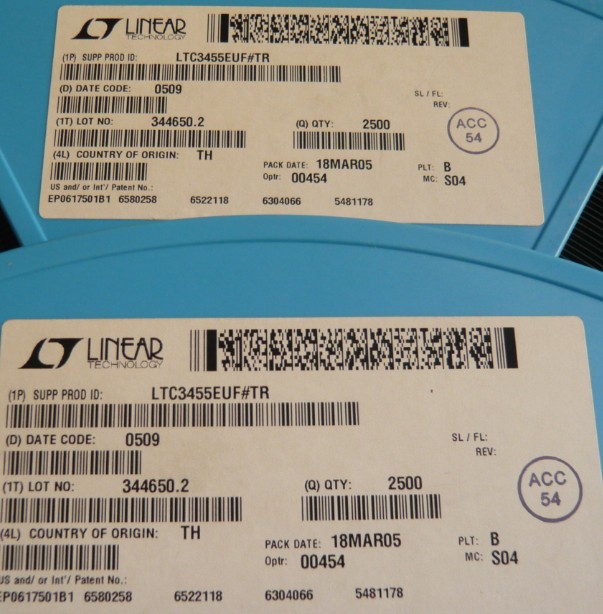 LINEAR
TECHNOLOGY
(1P) SUPP PROD ID: LTC3455EUF#TR
(D) DATE CODE: 0509
SL / FL:
REV:
(1T) LOT NO: 344650.2 (Q) QTY: 2500
ACC
54
(4L) COUNTRY OF ORIGIN: TH
PACK DATE: 18MAR05 PLT: B
Optr: 00454 MC: S04
US and/ or Int'/ Patent No.:
EP0617501B1 6580258 6522118 6304066 5481178
LINEAR
TECHNOLOGY
(1P) SUPP PROD ID: LTC3455EUF#TR
(D) DATE CODE: 0509
SL / FL:
REV:
(1T) LOT NO: 344650.2 (Q) QTY: 2500
ACC
54
(4L) COUNTRY OF ORIGIN: TH
PACK DATE: 18MAR05 PLT: B
Optr: 00454 MC: S04
US and/ or Int'/ Patent No.:
EP0617501B1 6580258 6522118 6304066 5481178